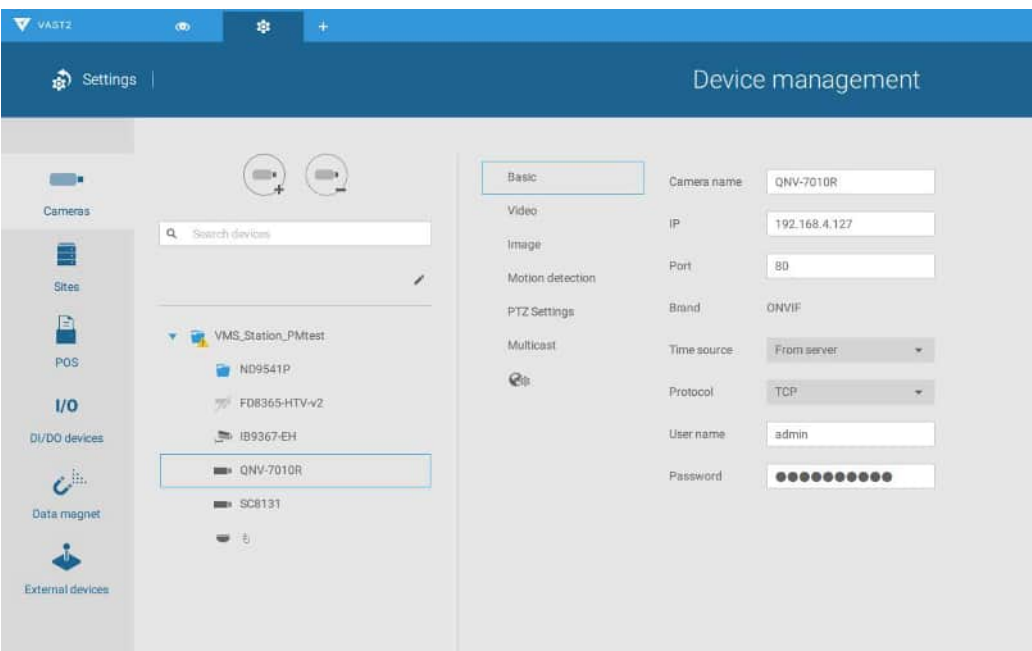 VAST2
+
Settings
Device management
Cameras
Sites
POS
I/O
DI/DO devices
Data magnet
External devices
Search devices
VMS_Station_PMtest
ND9541P
FD8365-HTV-v2
IB9367-EH
QNV-7010R
SC8131
も
Basic
Video
Image
Motion detection
PTZ Settings
Multicast
Camera name QNV-7010R
IP 192.168.4.127
Port 80
Brand ONVIF
Time source From server
Protocol TCP
User name admin
Password ●●●●●●●●●●